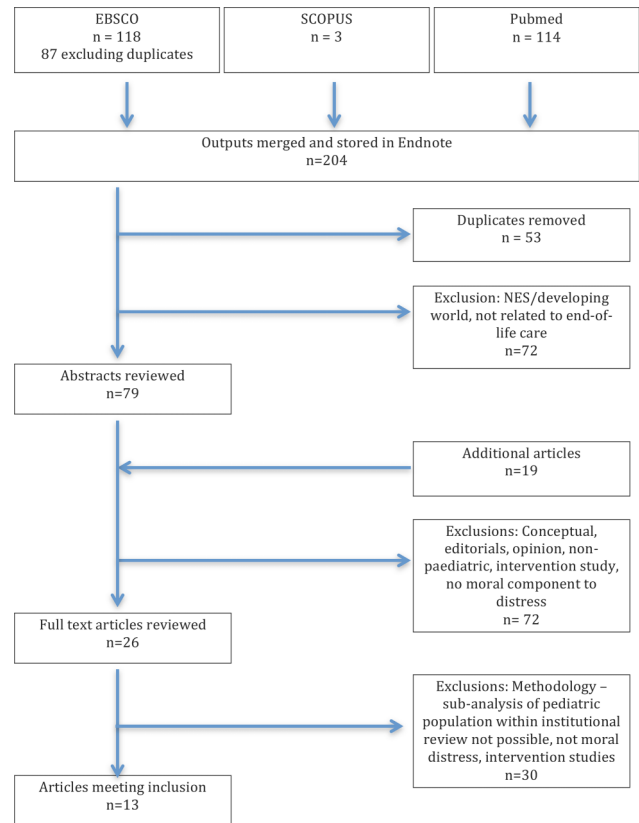 EBSCO
n = 118
87 excluding duplicates
SCOPUS
n = 3
Pubmed
n = 114
Outputs merged and stored in Endnote
n=204
Duplicates removed
n = 53
Exclusion: NES/developing
world, not related to end-of-
life care
n=72
Abstracts reviewed
n=79
Additional articles
n=19
Exclusions: Conceptual,
editorials, opinion, non-
paediatric, intervention study,
no moral component to
distress
n= 72
Full text articles reviewed
n=26
Exclusions: Methodology –
sub-analysis of pediatric
population within institutional
review not possible, not moral
distress, intervention studies
n=30
Articles meeting inclusion
n=13